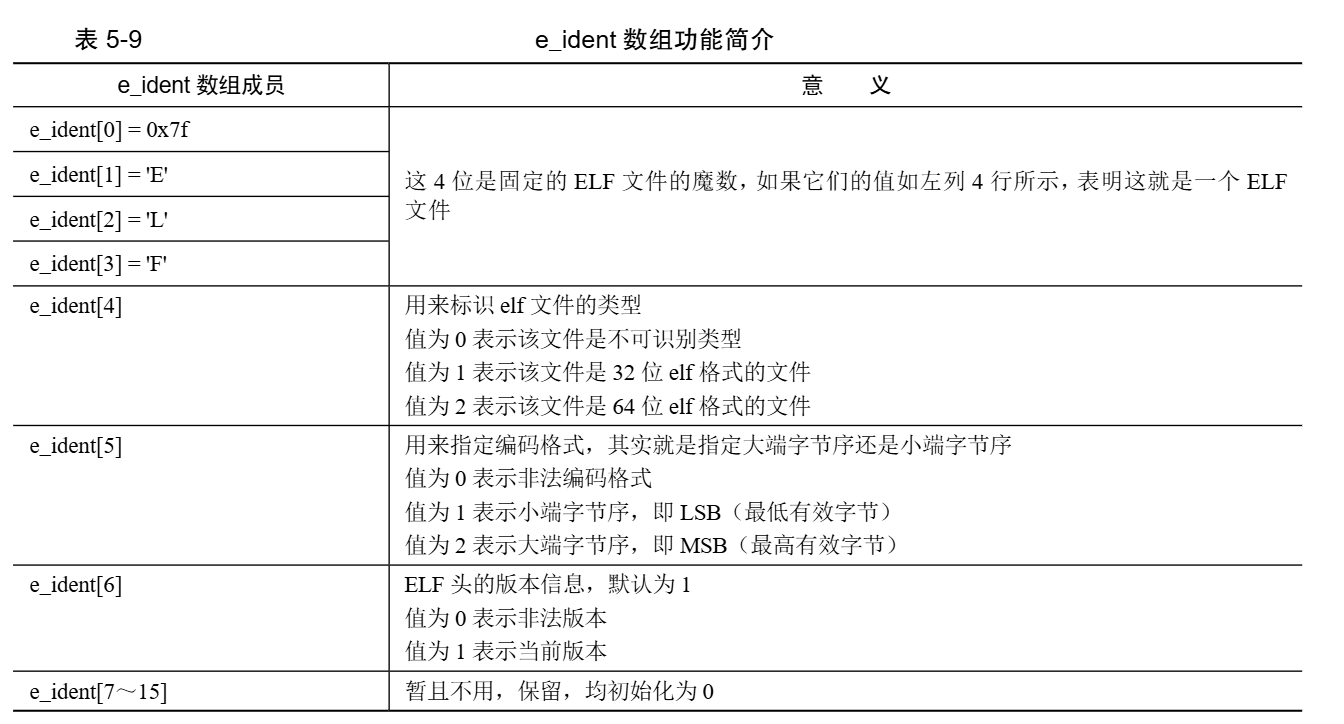 表 5-9
e_ident 数组功能简介
e_ident 数组成员
意 义
e_ident[0] = 0x7f
e_ident[1] = 'E'
e_ident[2] = 'L'
e_ident[3] = 'F'
这 4 位是固定的 ELF 文件的魔数，如果它们的值如左列 4 行所示，表明这就是一个 ELF
文件
e_ident[4]
用来标识 elf 文件的类型
值为 0 表示该文件是不可识别类型
值为 1 表示该文件是 32 位 elf 格式的文件
值为 2 表示该文件是 64 位 elf 格式的文件
e_ident[5]
用来指定编码格式，其实就是指定大端字节序还是小端字节序
值为 0 表示非法编码格式
值为 1 表示小端字节序，即 LSB（最低有效字节）
值为 2 表示大端字节序，即 MSB（最高有效字节）
e_ident[6]
ELF 头的版本信息，默认为 1
值为 0 表示非法版本
值为 1 表示当前版本
e_ident[7～15]
暂且不用，保留，均初始化为 0